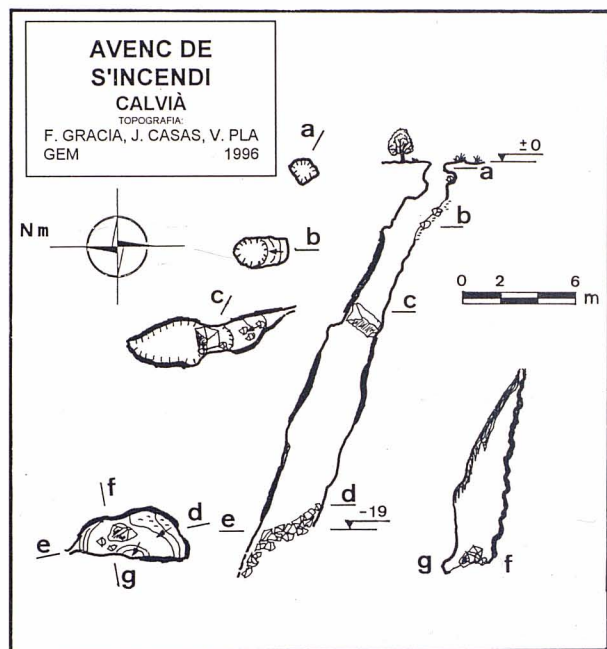 AVENC DE
S'INCENDI
CALVIÀ
TOPOGRAFIA:
F. GRACIA, J. CASAS, V. PLA
GEM 1996
a
±0
a
b
Nm
b
c
c
0 2 6
m
f
d
d
e
e
-19
g
g
f